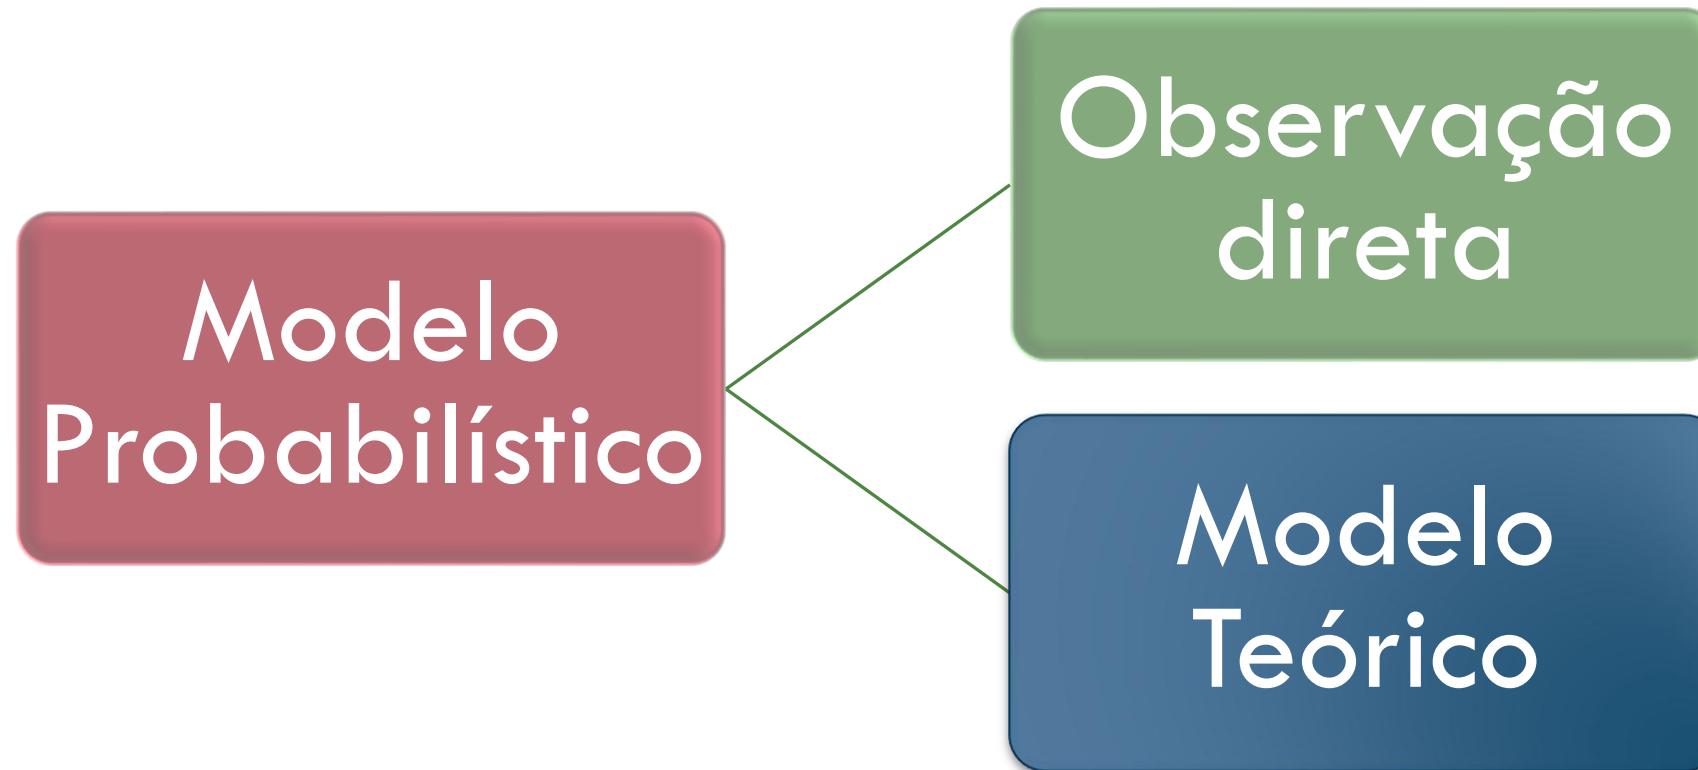 Modelo
Probabilístico
Observação
direta
Modelo
Teórico